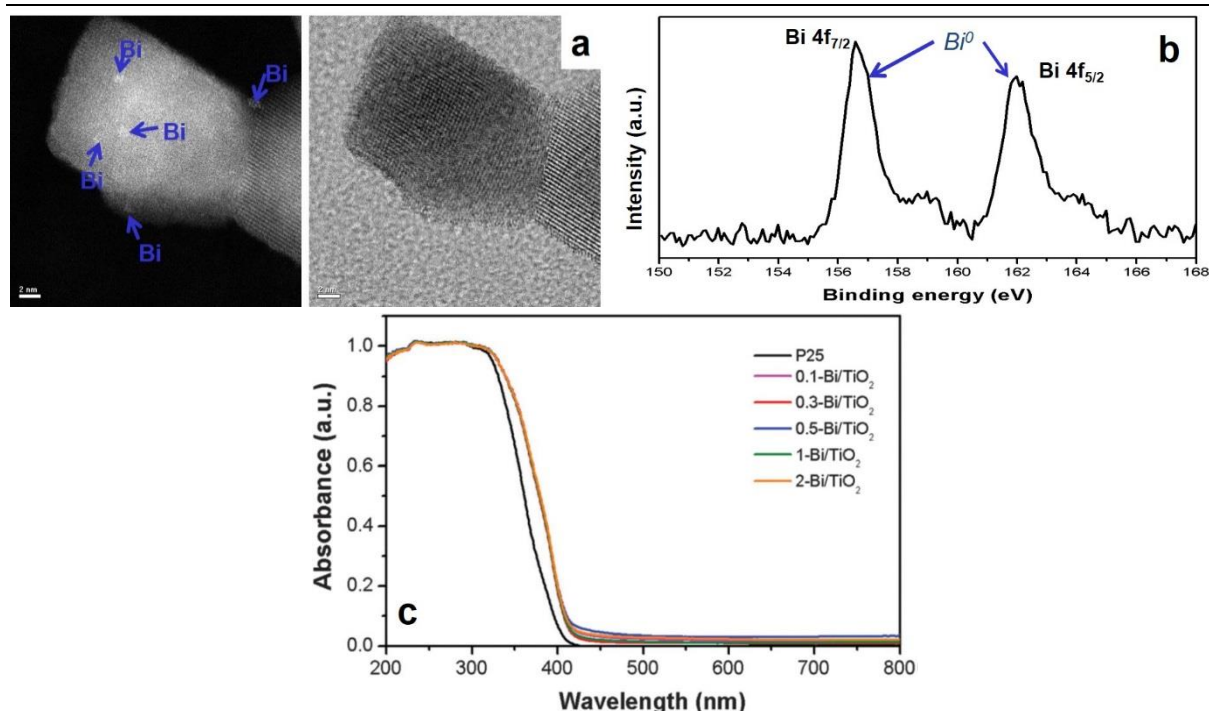 Bi
Bi
Bi
Bi
Bi
2 nm
a
2 nm
b
Bi 4f7/2
Bi⁰
Bi 4f5/2
Intensity (a.u.)
150 152 154 156 158 160 162 164 166 168
Binding energy (eV)
c
Absorbance (a.u.)
1.0
0.8
0.6
0.4
0.2
0.0
P25
0.1-Bi/TiO₂
0.3-Bi/TiO₂
0.5-Bi/TiO₂
1-Bi/TiO₂
2-Bi/TiO₂
200 300 400 500 600 700 800
Wavelength (nm)